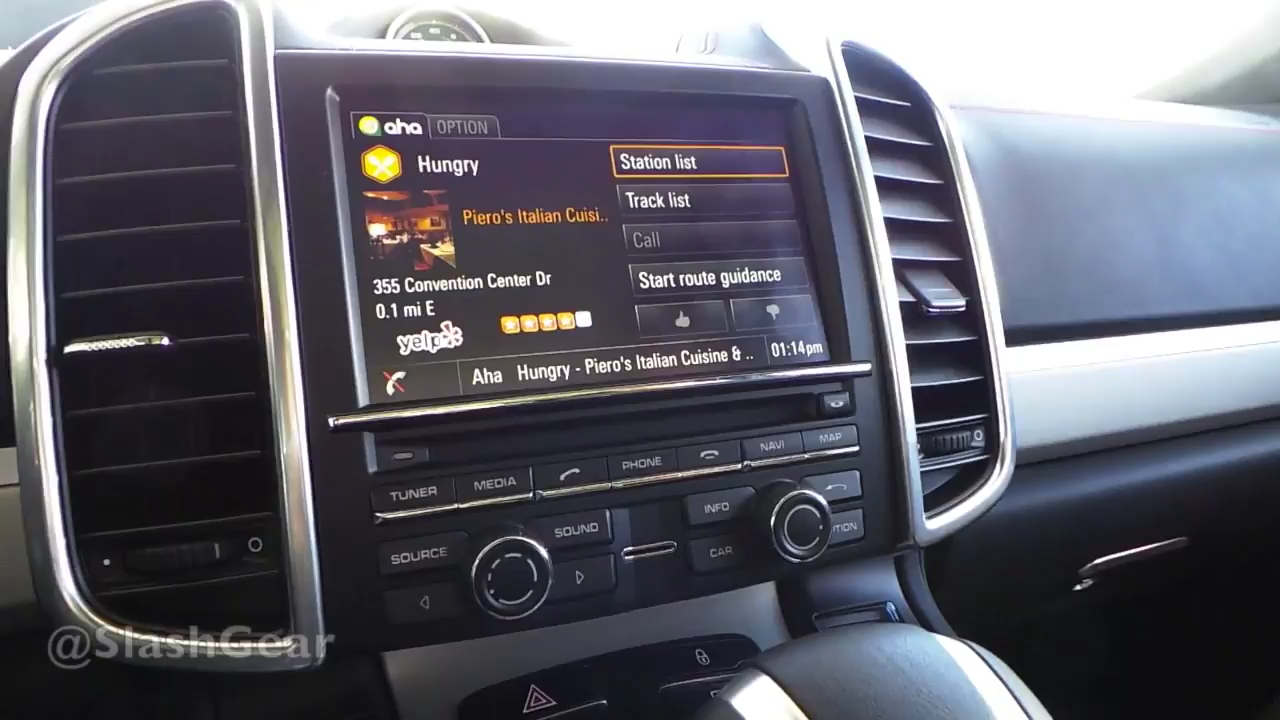 aha OPTION
Hungry
Station list
Piero's Italian Cuisi..
Track list
Call
355 Convention Center Dr
Start route guidance
0.1 mi E
yelp
Aha Hungry - Piero's Italian Cuisine & ..
01:14pm
TUNER MEDIA PHONE NAVI MAP
SOURCE SOUND INFO
CAR TION
@SlashGear